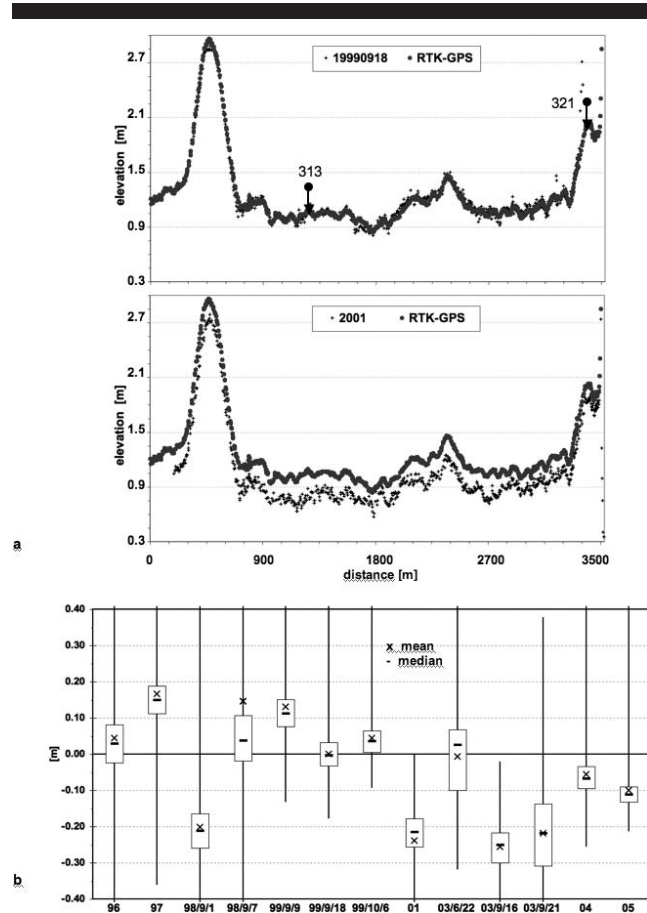 2.7
2.1
1.5
0.9
0.3
elevation [m]
19990918 RTK-GPS
313
321
2.7
2.1
1.5
0.9
0.3
elevation [m]
2001 RTK-GPS
a
0 900 1800 2700 3500
distance [m]
0.40
0.30
0.20
0.10
0.00
-0.10
-0.20
-0.30
-0.40
[m]
x mean
- median
b
96 97 98/9/1 98/9/7 99/9/9 99/9/18 99/10/6 01 03/6/22 03/9/16 03/9/21 04 05